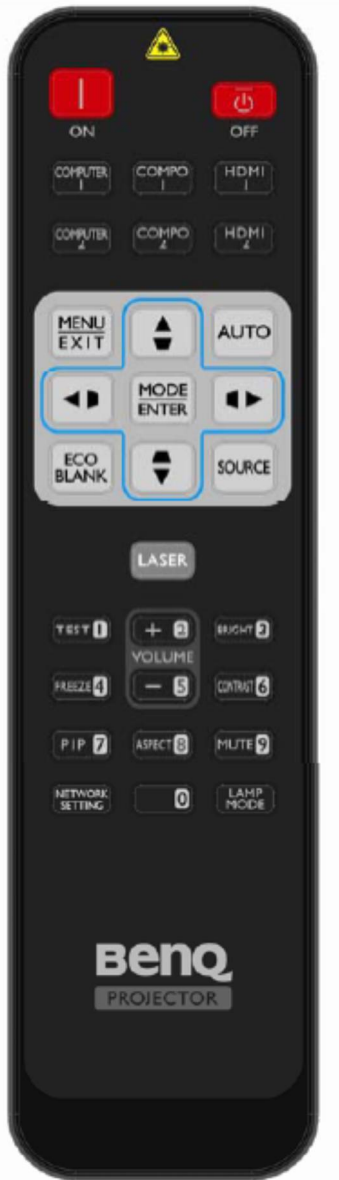 ON
OFF
COMPUTER 1
COMPO 1
HDMI 1
COMPUTER 2
COMPO 2
HDMI 2
MENU
EXIT
AUTO
MODE
ENTER
ECO
BLANK
SOURCE
LASER
TEST 1
+ 2
BRIGHT 3
VOLUME
FREEZE 4
- 5
CONTRAST 6
PIP 7
ASPECT 8
MUTE 9
NETWORK
SETTING
0
LAMP
MODE
BenQ
PROJECTOR